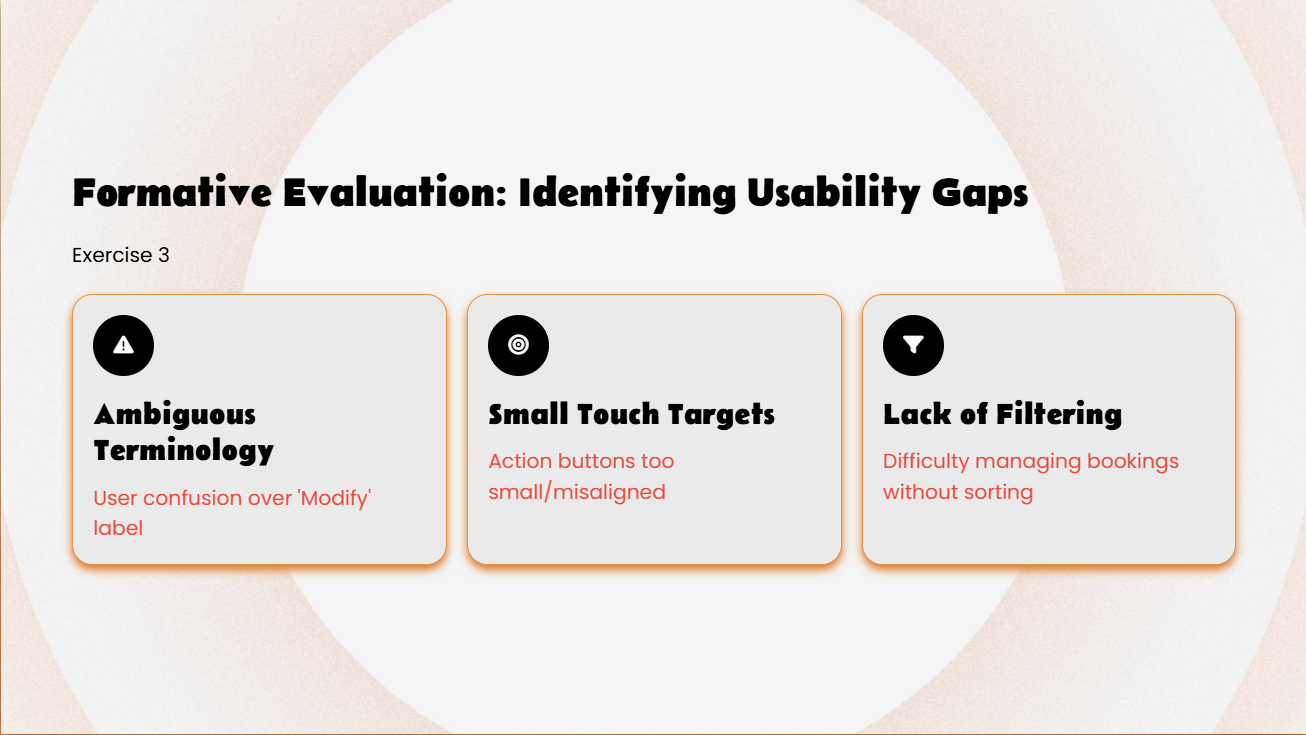 Formative Evaluation: Identifying Usability Gaps
Exercise 3
Ambiguous
Terminology
User confusion over 'Modify'
label
Small Touch Targets
Action buttons too
small/misaligned
Lack of Filtering
Difficulty managing bookings
without sorting